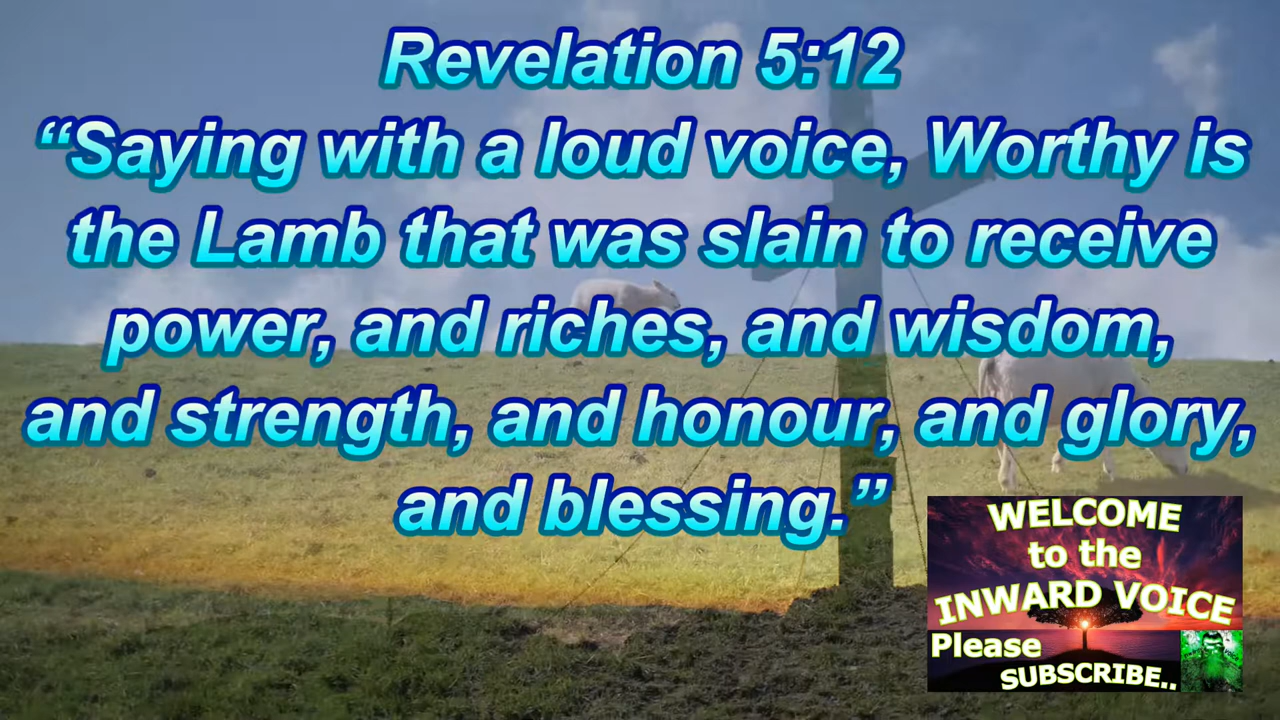 Revelation 5:12
“Saying with a loud voice, Worthy is
the Lamb that was slain to receive
power, and riches, and wisdom,
and strength, and honour, and glory,
and blessing.”
WELCOME
to the
INWARD VOICE
Please
SUBSCRIBE..